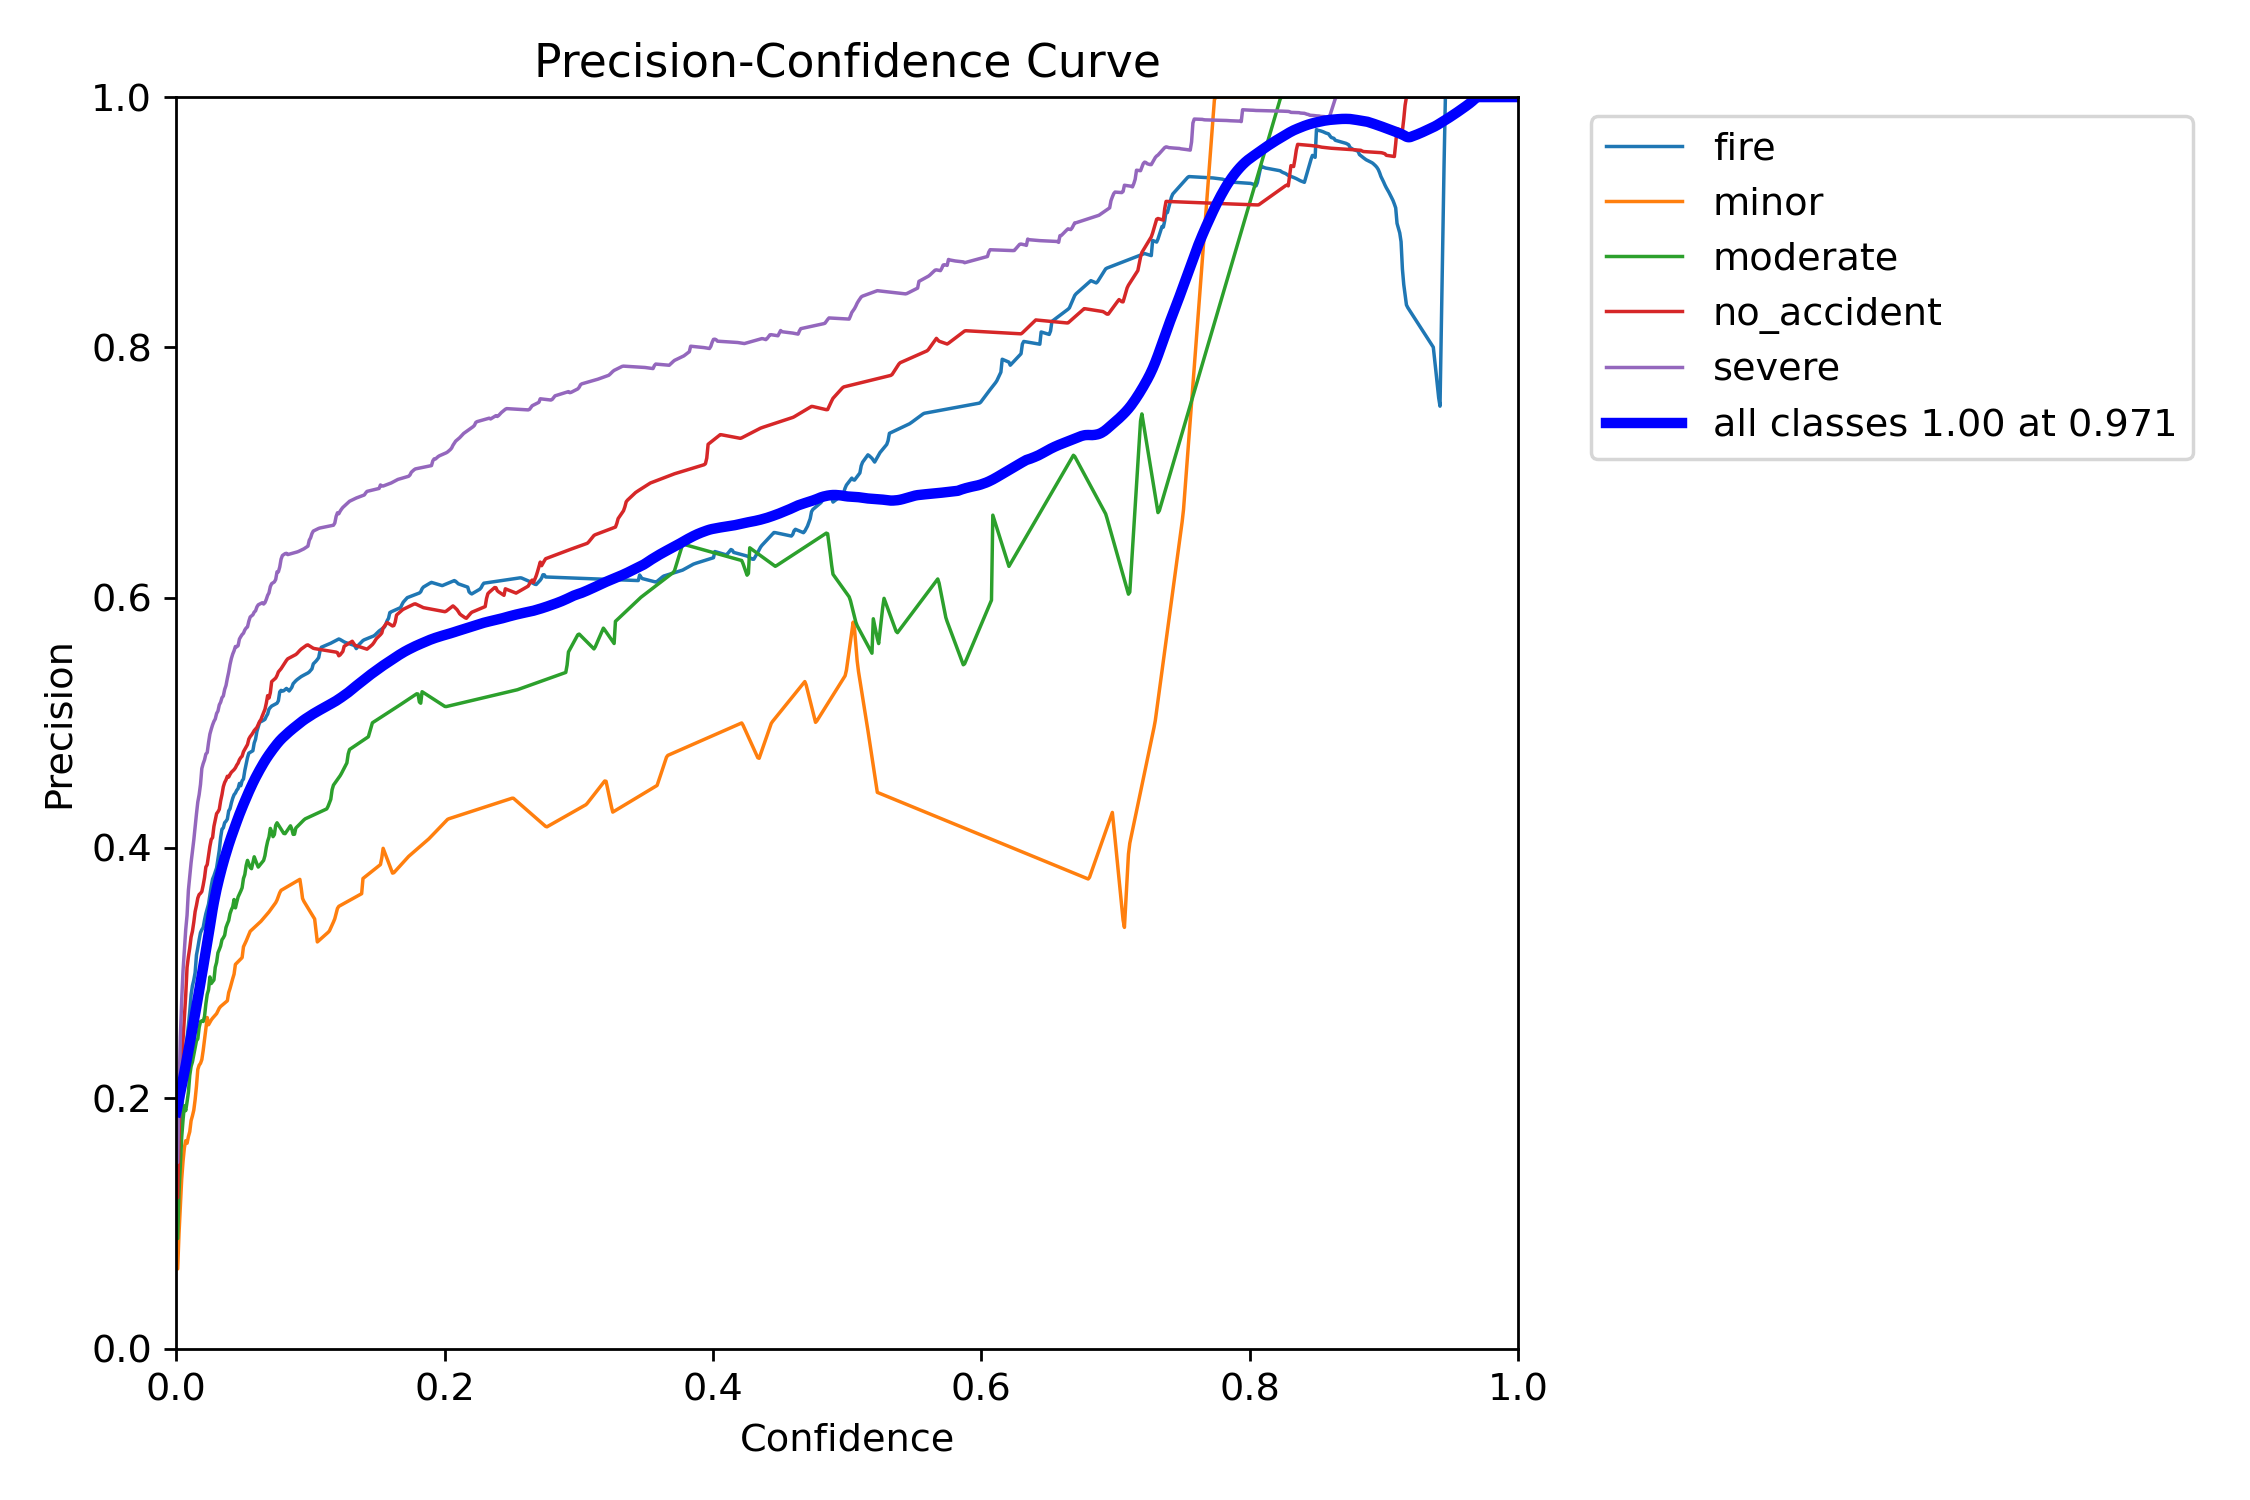 Precision-Confidence Curve
1.0
0.8
0.6
0.4
0.2
0.0
Precision
0.0 0.2 0.4 0.6 0.8 1.0
Confidence
fire
minor
moderate
no_accident
severe
all classes 1.00 at 0.971